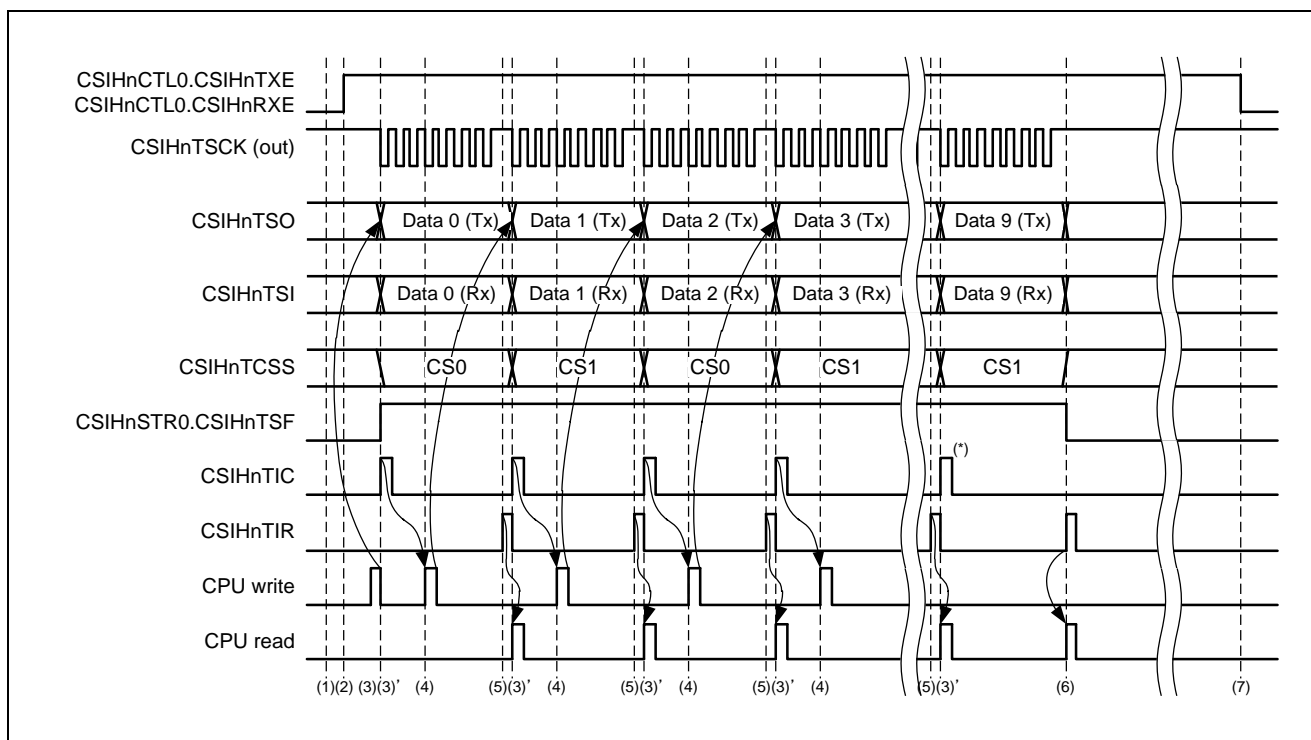 CSIHnCTL0.CSIHnTXE
CSIHnCTL0.CSIHnRXE
CSIHnTSCK (out)
CSIHnTSO Data 0 (Tx) Data 1 (Tx) Data 2 (Tx) Data 3 (Tx) Data 9 (Tx)
CSIHnTSI Data 0 (Rx) Data 1 (Rx) Data 2 (Rx) Data 3 (Rx) Data 9 (Rx)
CSIHnTCSS CS0 CS1 CS0 CS1 CS1
CSIHnSTR0.CSIHnTSF
CSIHnTIC (*)
CSIHnTIR
CPU write
CPU read
(1)(2) (3)(3)' (4) (5)(3)' (4) (5)(3)' (4) (5)(3)' (4) (5)(3)' (6) (7)